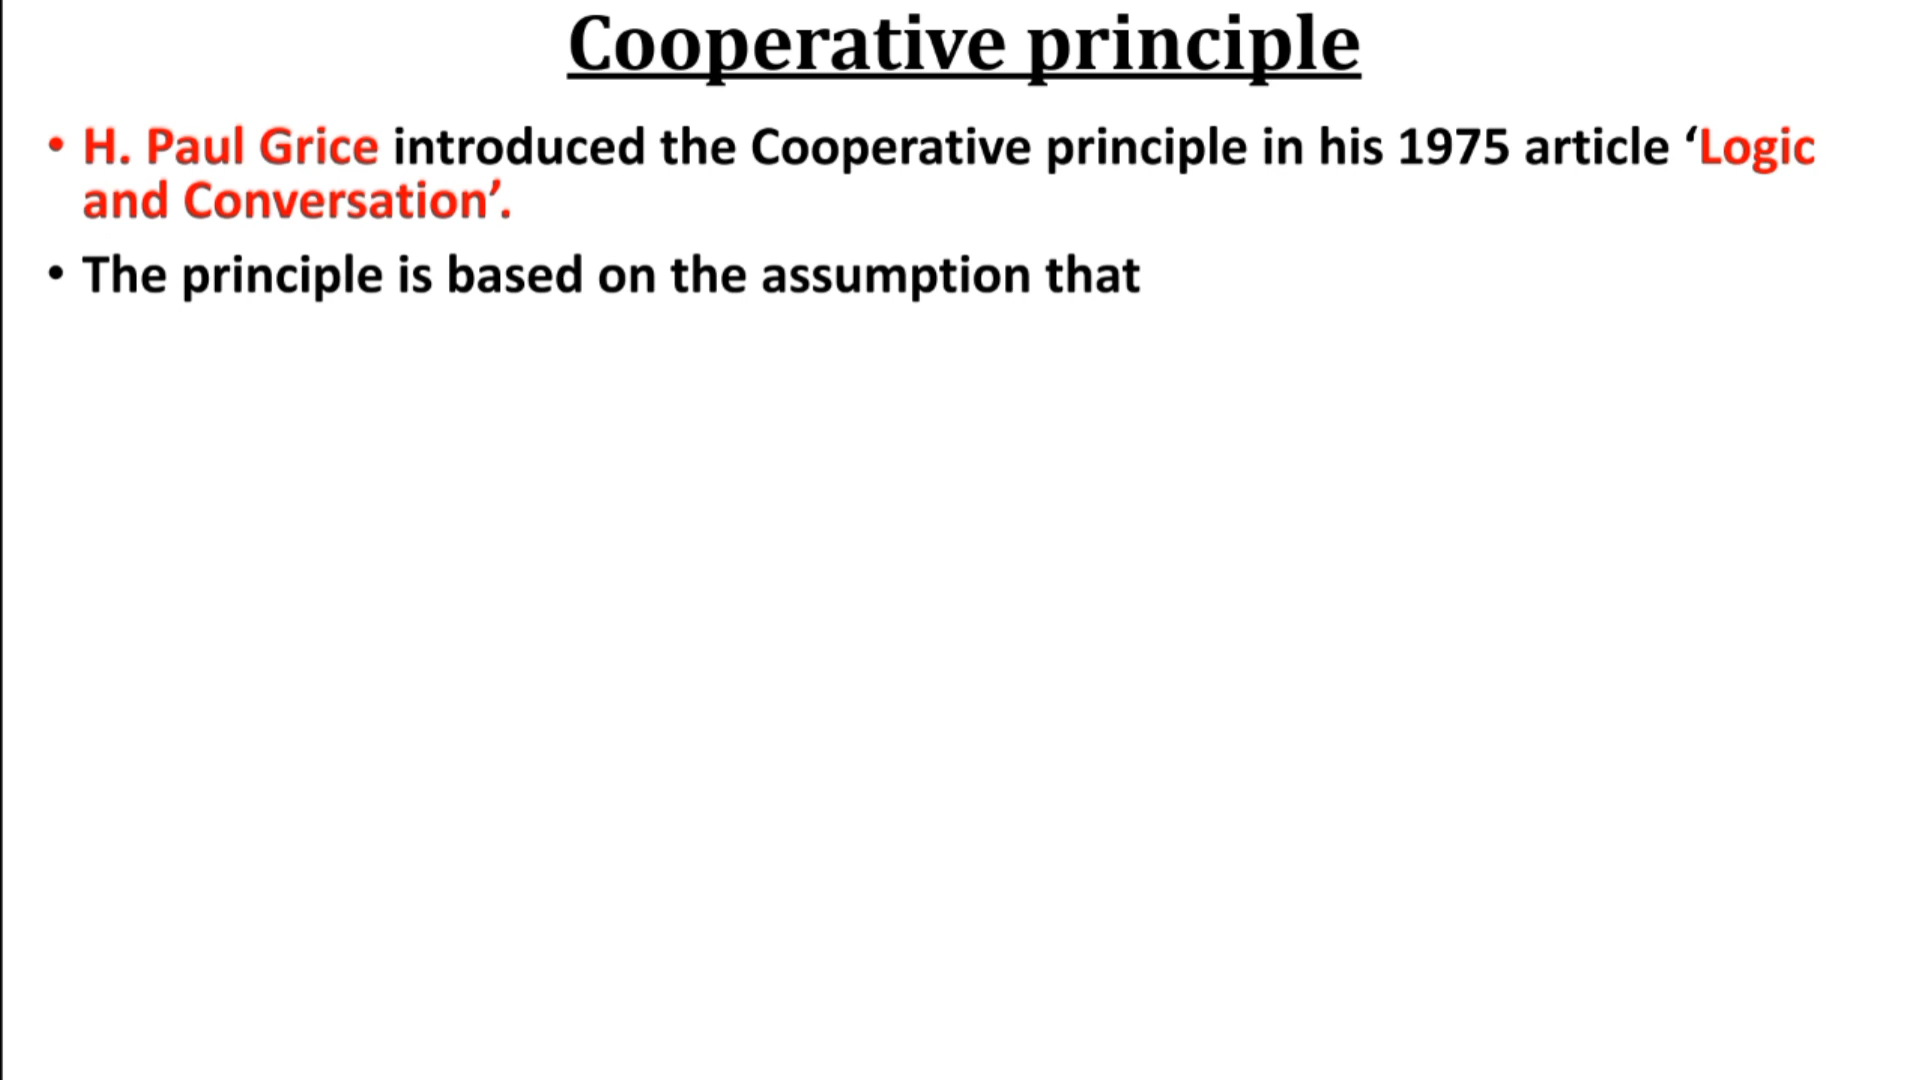 Cooperative principle
• H. Paul Grice introduced the Cooperative principle in his 1975 article ‘Logic
and Conversation’.
• The principle is based on the assumption that